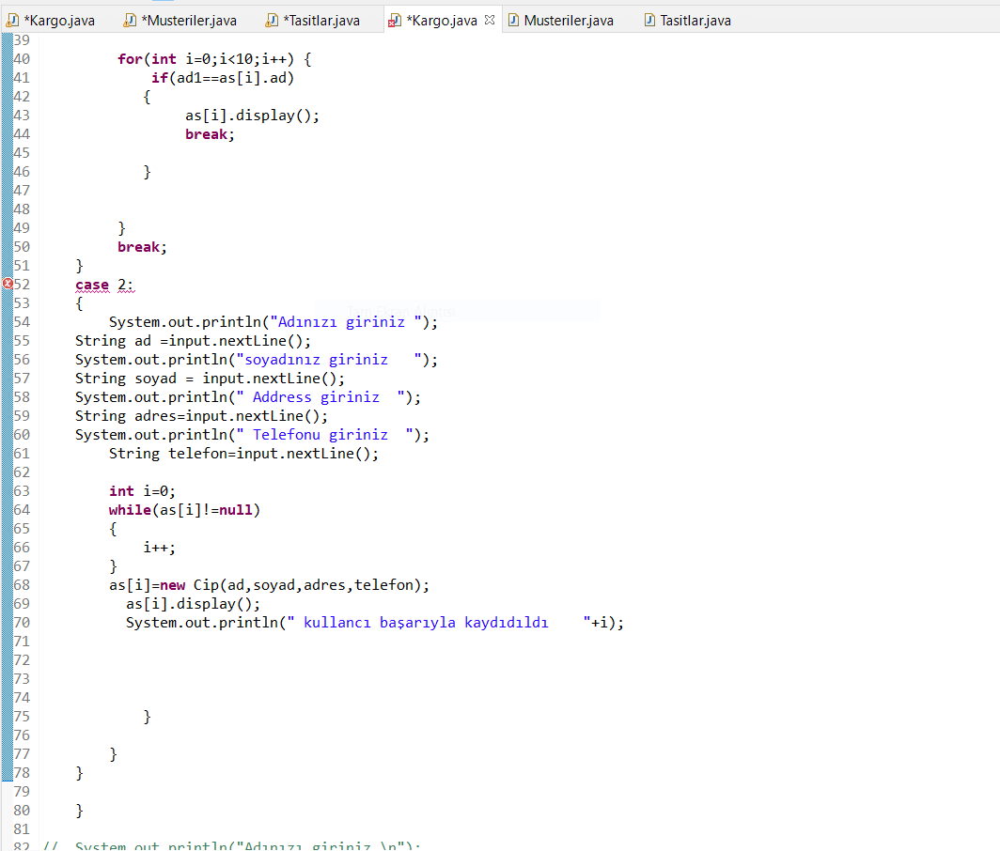 *Kargo.java *Musteriler.java *Tasitlar.java *Kargo.java Musteriler.java Tasitlar.java
39
40 for(int i=0;i<10;i++) {
41 if(ad1==as[i].ad)
42 {
43 as[i].display();
44 break;
45
46 }
47
48
49 }
50 break;
51 }
52 case 2:
53 {
54 System.out.println("Adınızı giriniz ");
55 String ad =input.nextLine();
56 System.out.println("soyadınız giriniz   ");
57 String soyad = input.nextLine();
58 System.out.println(" Address giriniz  ");
59 String adres=input.nextLine();
60 System.out.println(" Telefonu giriniz  ");
61 String telefon=input.nextLine();
62
63 int i=0;
64 while(as[i]!=null)
65 {
66 i++;
67 }
68 as[i]=new Cip(ad,soyad,adres,telefon);
69 as[i].display();
70 System.out.println(" kullancı başarıyla kaydıdıldı    "+i);
71
72
73
74
75 }
76
77 }
78 }
79
80 }
81
82 //  System.out.println("Adınızı giriniz \n");